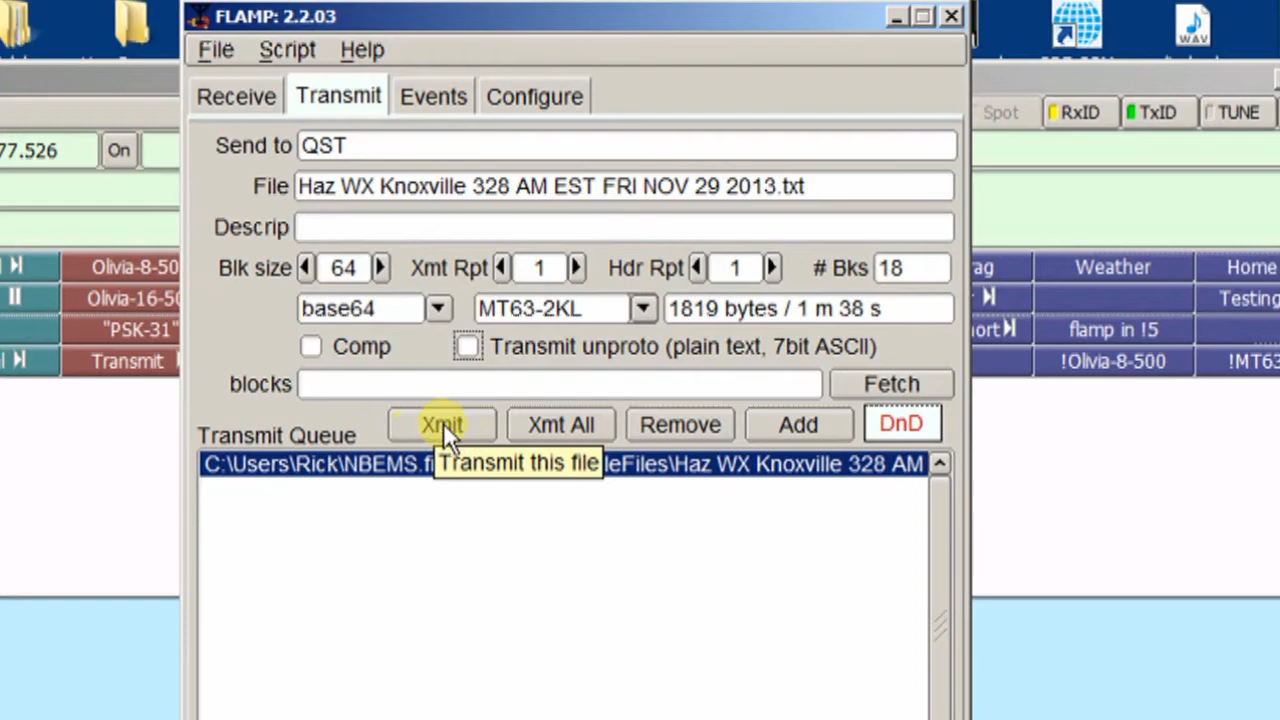 FLAMP: 2.2.03
WAV
File Script Help
Receive Transmit Events Configure
Spot RxID TxID TUNE
Send to QST
77.526 On
File Haz WX Knoxville 328 AM EST FRI NOV 29 2013.txt
Descrip
Blk size 64 Xmt Rpt 1 Hdr Rpt 1 # Bks 18
Olivia-8-50 Weather Home
base64 MT63-2KL 1819 bytes / 1 m 38 s
Olivia-16-50 Testing
"PSK-31" flamp in !5
Comp Transmit unproto (plain text, 7bit ASCII)
Transmit !Olivia-8-500 !MT63
blocks Fetch
Transmit Queue Xmit Xmt All Remove Add DnD
C:\Users\Rick\NBEMS.fi leFiles\Haz WX Knoxville 328 AM
Transmit this file